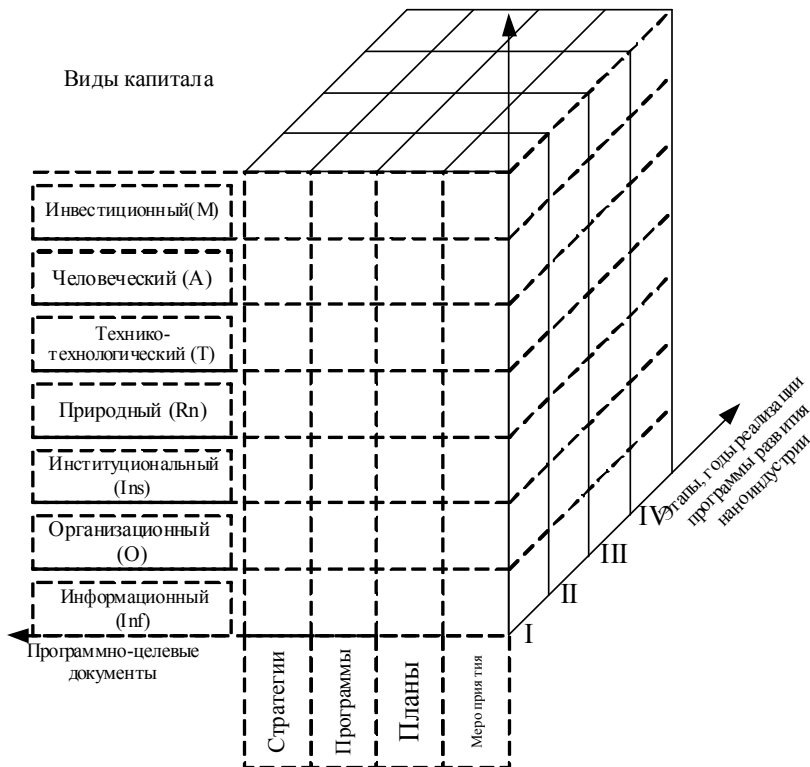 Виды капитала
Инвестиционный(М)
Человеческий (А)
Технико-
технологический (Т)
Природный (Rn)
Институциональный
(Ins)
Организационный
(О)
Информационный
(Inf)
Программно-целевые
документы
Стратегии
Программы
Планы
Мероприятия
I
II
III
IV
Этапы, годы реализации
программы развития
наноиндустрии